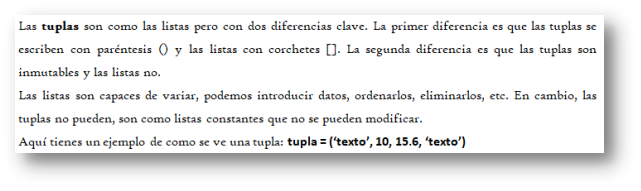 Las tuplas son como las listas pero con dos diferencias clave. La primer diferencia es que las tuplas se
escriben con paréntesis () y las listas con corchetes []. La segunda diferencia es que las tuplas son
inmutables y las listas no.
Las listas son capaces de variar, podemos introducir datos, ordenarlos, eliminarlos, etc. En cambio, las
tuplas no pueden, son como listas constantes que no se pueden modificar.
Aquí tienes un ejemplo de como se ve una tupla: tupla = (‘texto’, 10, 15.6, ‘texto’)